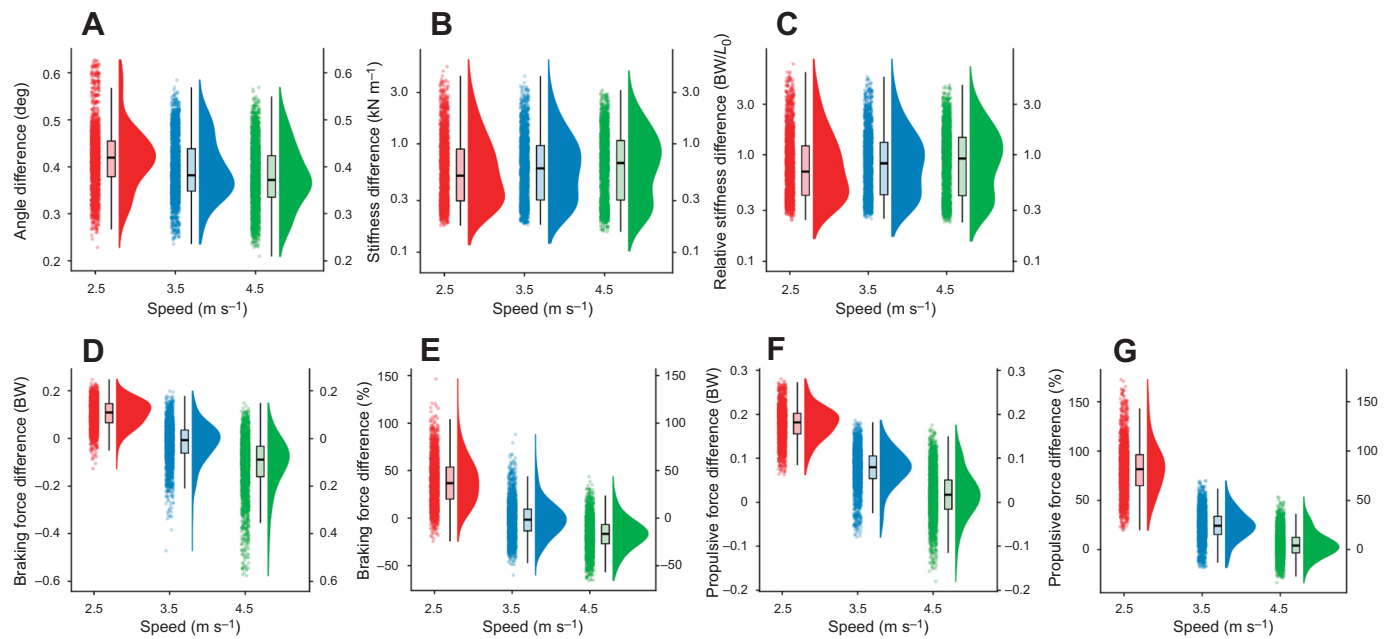 A
Angle difference (deg)
0.6
0.5
0.4
0.3
0.2
0.6
0.5
0.4
0.3
0.2
2.5 3.5 4.5
Speed (m s–1)
B
Stiffness difference (kN m–1)
3.0
1.0
0.3
0.1
3.0
1.0
0.3
0.1
2.5 3.5 4.5
Speed (m s–1)
C
Relative stiffness difference (BW/L0)
3.0
1.0
0.3
0.1
3.0
1.0
0.3
0.1
2.5 3.5 4.5
Speed (m s–1)
D
Braking force difference (BW)
0.2
0
–0.2
–0.4
–0.6
0.2
0
0.2
0.4
0.6
2.5 3.5 4.5
Speed (m s–1)
E
Braking force difference (%)
150
100
50
0
–50
150
100
50
0
–50
2.5 3.5 4.5
Speed (m s–1)
F
Propulsive force difference (BW)
0.3
0.2
0.1
0
–0.1
–0.2
0.3
0.2
0.1
0
–0.1
–0.2
2.5 3.5 4.5
Speed (m s–1)
G
Propulsive force difference (%)
150
100
50
0
150
100
50
0
2.5 3.5 4.5
Speed (m s–1)